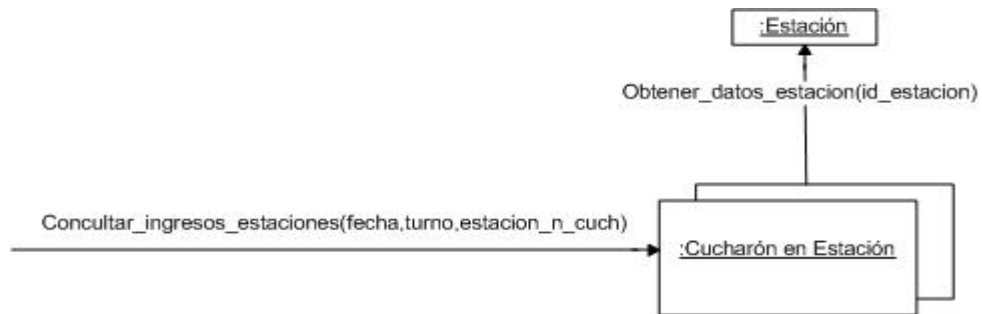 :Estación
Obtener_datos_estacion(id_estacion)
Concultar_ingresos_estaciones(fecha,turno,estacion_n_cuch)
:Cucharón en Estación